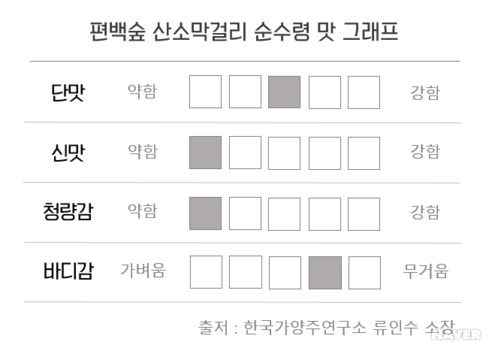 편백숲 산소막걸리 순수령 맛 그래프
단맛 약함 강함
신맛 약함 강함
청량감 약함 강함
바디감 가벼움 무거움
출처 : 한국가양주연구소 류인수 소장
NAVER